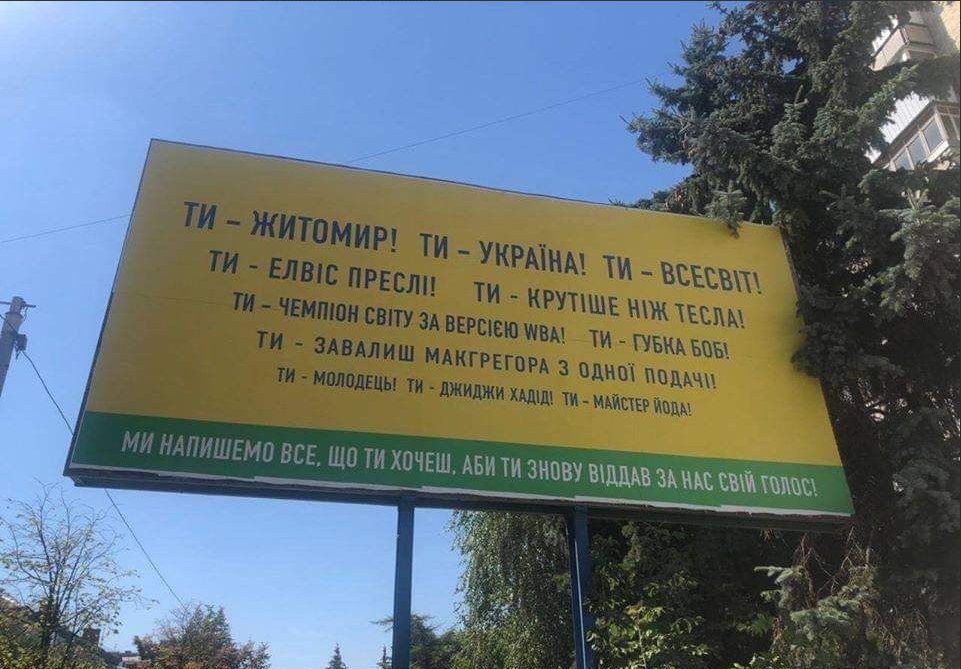 ТИ – ЖИТОМИР! ТИ – УКРАЇНА! ТИ – ВСЕСВІТ!
ТИ - ЕЛВІС ПРЕСЛІ! ТИ - КРУТІШЕ НІЖ ТЕСЛА!
ТИ – ЧЕМПІОН СВІТУ ЗА ВЕРСІЄЮ WBA! ТИ - ГУБКА БОБ!
ТИ - ЗАВАЛИШ МАКГРЕГОРА З ОДНОЇ ПОДАЧІ!
ТИ - МОЛОДЕЦЬ! ТИ - ДЖИДЖИ ХАДІД! ТИ – МАЙСТЕР ЙОДА!
МИ НАПИШЕМО ВСЕ, ЩО ТИ ХОЧЕШ, АБИ ТИ ЗНОВУ ВІДДАВ ЗА НАС СВІЙ ГОЛОС!